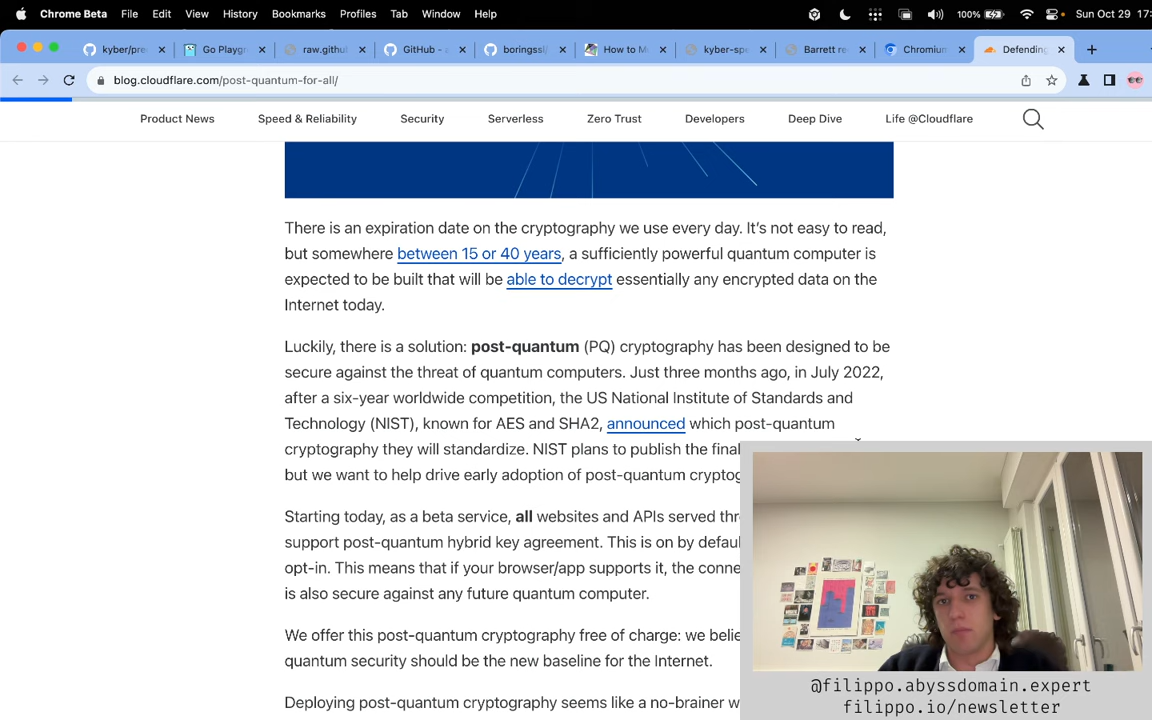 Chrome Beta File Edit View History Bookmarks Profiles Tab Window Help 100% Sun Oct 29 17:
kyber/pre Go Playgr raw.githul GitHub - a boringssl/ How to Mu kyber-spe Barrett re Chromium Defending
blog.cloudflare.com/post-quantum-for-all/
Product News Speed & Reliability Security Serverless Zero Trust Developers Deep Dive Life @Cloudflare
There is an expiration date on the cryptography we use every day. It's not easy to read,
but somewhere between 15 or 40 years, a sufficiently powerful quantum computer is
expected to be built that will be able to decrypt essentially any encrypted data on the
Internet today.
Luckily, there is a solution: post-quantum (PQ) cryptography has been designed to be
secure against the threat of quantum computers. Just three months ago, in July 2022,
after a six-year worldwide competition, the US National Institute of Standards and
Technology (NIST), known for AES and SHA2, announced which post-quantum
cryptography they will standardize. NIST plans to publish the final
but we want to help drive early adoption of post-quantum cryptog
Starting today, as a beta service, all websites and APIs served thr
support post-quantum hybrid key agreement. This is on by defaul
opt-in. This means that if your browser/app supports it, the conne
is also secure against any future quantum computer.
We offer this post-quantum cryptography free of charge: we belie
quantum security should be the new baseline for the Internet.
Deploying post-quantum cryptography seems like a no-brainer w
@filippo.abyssdomain.expert
filippo.io/newsletter